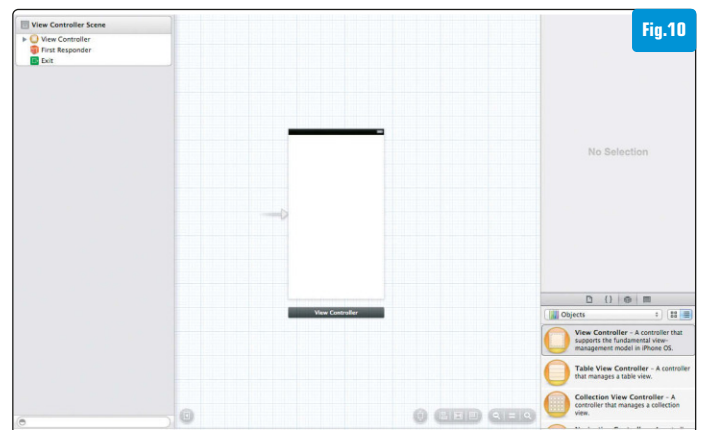 Fig.10
View Controller Scene
View Controller
First Responder
Exit
View Controller
No Selection
Objects
View Controller - A controller that
supports the fundamental view-
management model in iPhone OS.
Table View Controller - A controller
that manages a table view.
Collection View Controller - A
controller that manages a collection
view.